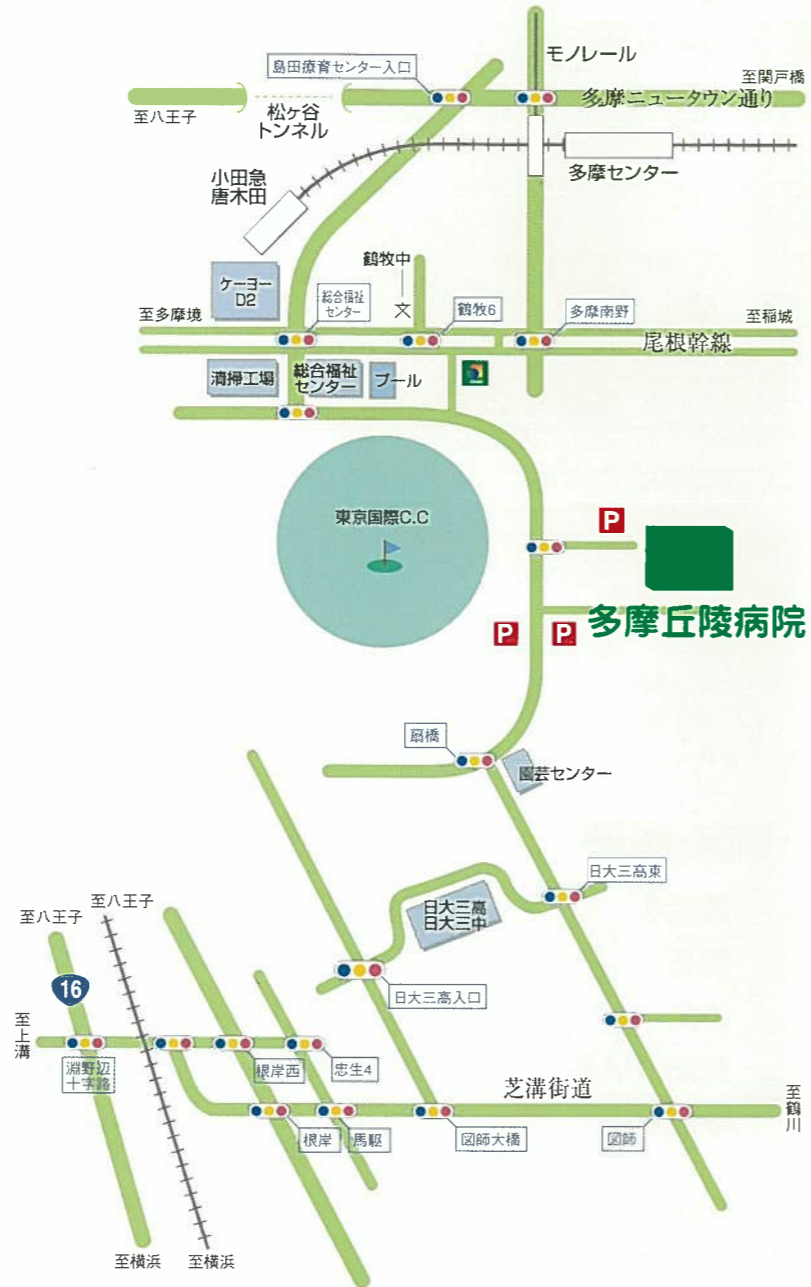 モノレール
島田療育センター入口
至関戸橋
多摩ニュータウン通り
至八王子
松ヶ谷
トンネル
多摩センター
小田急
唐木田
鶴牧中
ケーヨー
D2
総合福祉
センター
文
鶴牧6
多摩南野
至多摩境
至稲城
尾根幹線
清掃工場
総合福祉
センター
プール
東京国際C.C
P
多摩丘陵病院
P
P
扇橋
園芸センター
日大三高東
日大三高
日大三中
至八王子
至八王子
16
日大三高入口
至上溝
淵野辺
十字路
根岸西
忠生4
芝溝街道
至鶴川
根岸
馬駆
図師大橋
図師
至横浜
至横浜